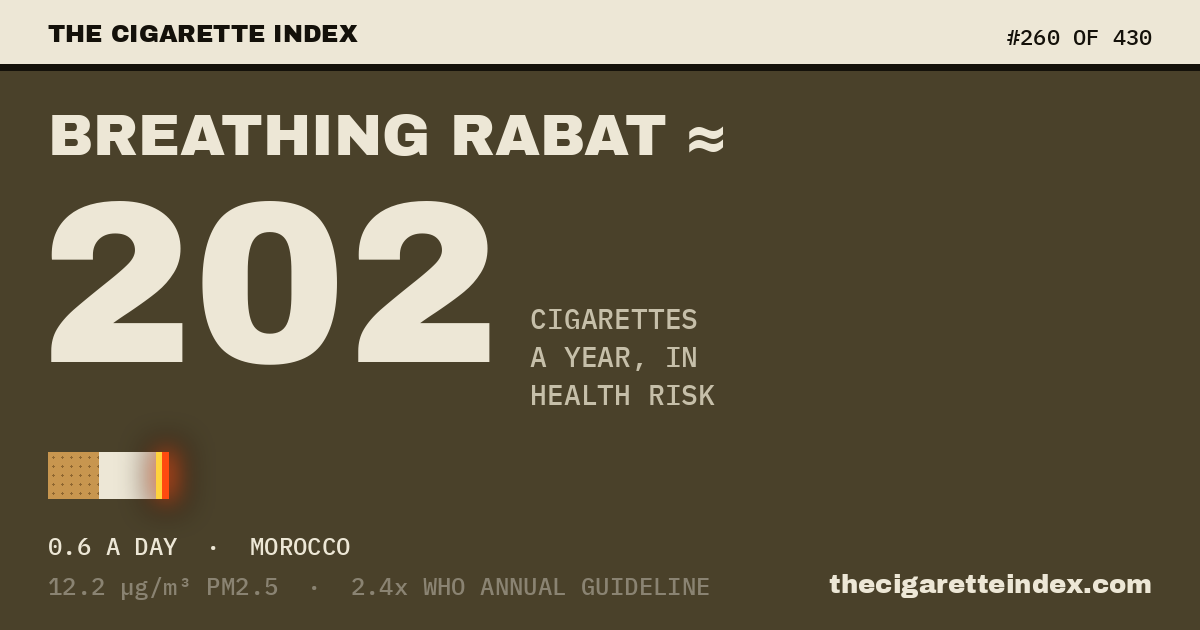 THE CIGARETTE INDEX
#260 OF 430
BREATHING RABAT ≈
202
CIGARETTES
A YEAR, IN
HEALTH RISK
0.6 A DAY · MOROCCO
12.2 µg/m³ PM2.5 · 2.4x WHO ANNUAL GUIDELINE
thecigaretteindex.com